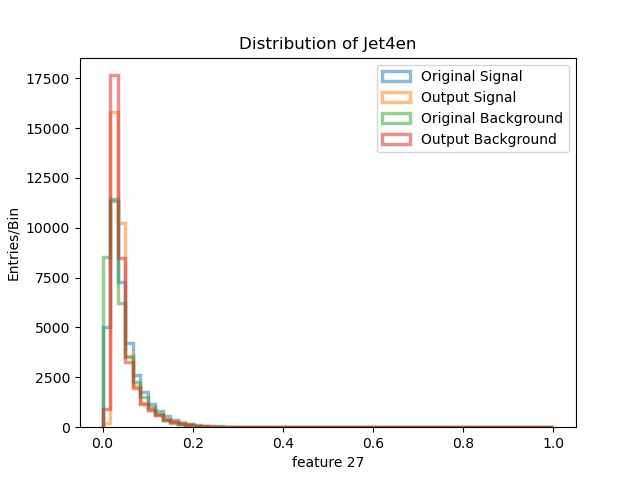 Distribution of Jet4en
Original Signal
Output Signal
Original Background
Output Background
17500
15000
12500
10000
7500
5000
2500
0
Entries/Bin
0.0 0.2 0.4 0.6 0.8 1.0
feature 27